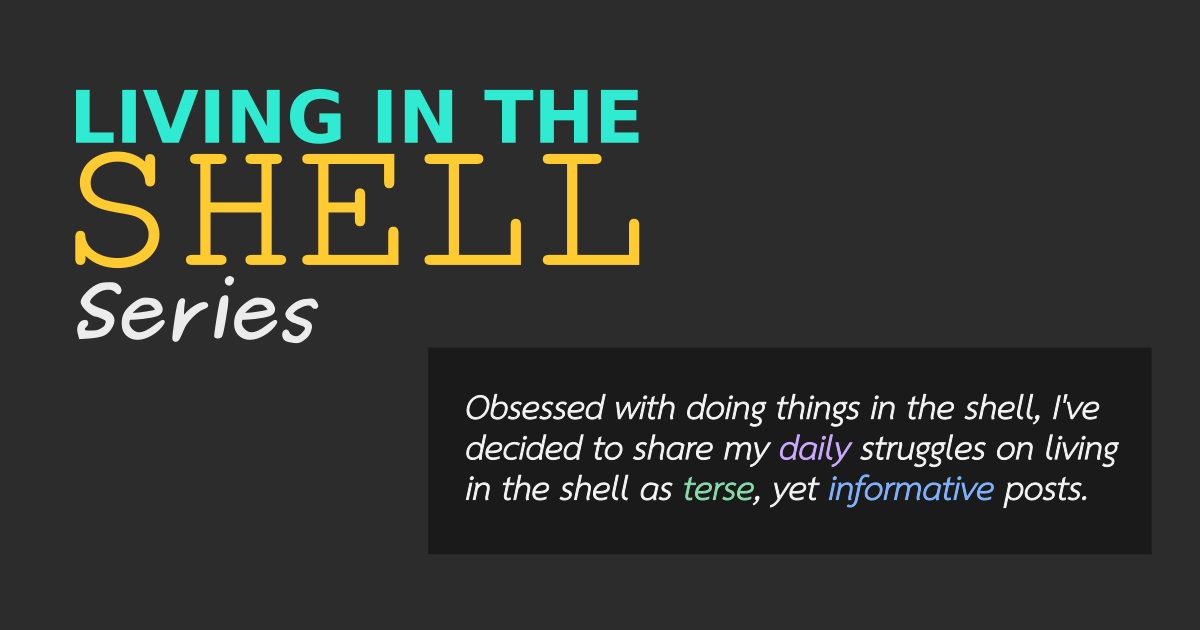 LIVING IN THE
SHELL
Series
Obsessed with doing things in the shell, I've
decided to share my daily struggles on living
in the shell as terse, yet informative posts.